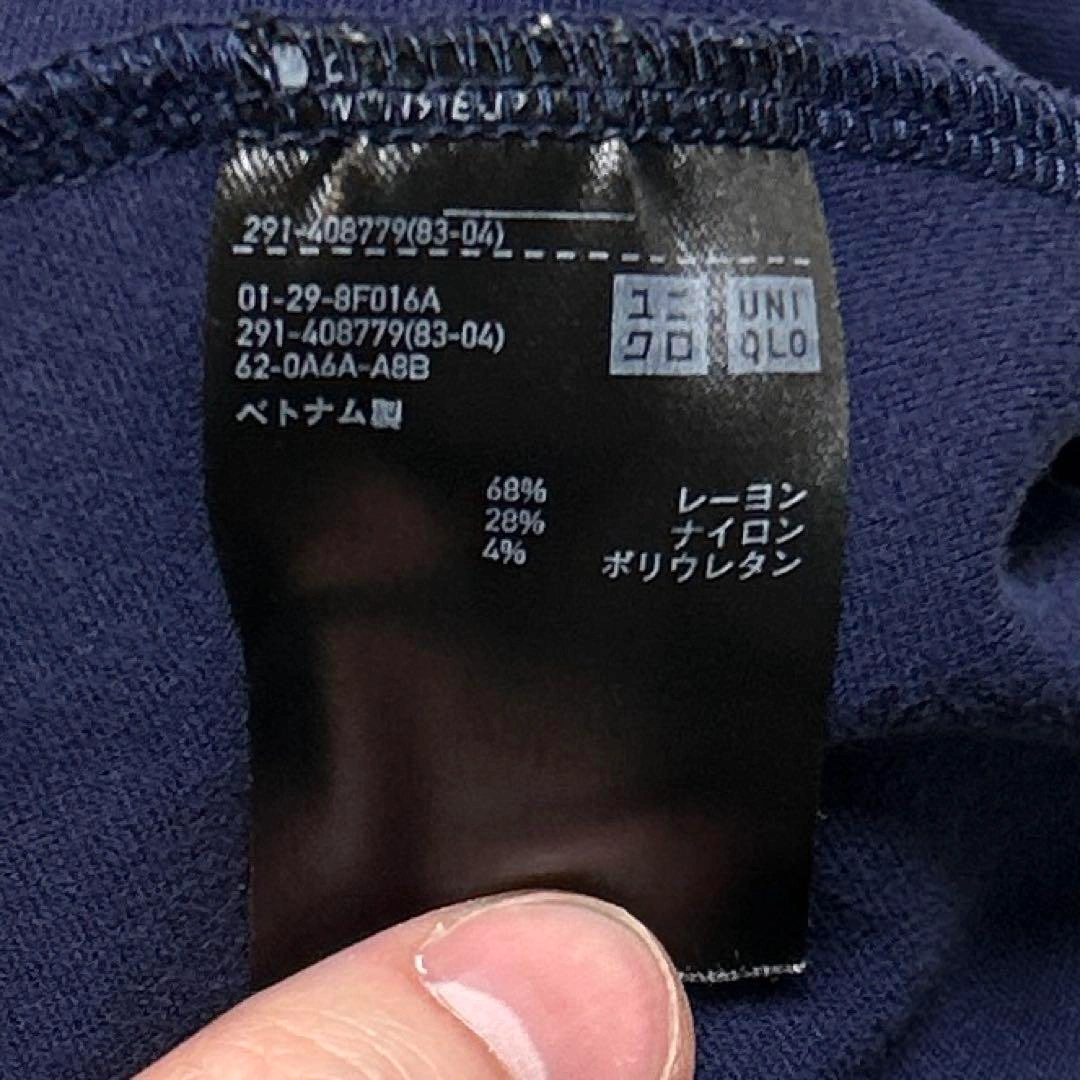 291-408779(83-04)
01-29-8F016A
291-408779(83-04)
62-0A6A-A8B
ベトナム製
ユニ
クロ
UNI
QLO
68% レーヨン
28% ナイロン
4% ポリウレタン